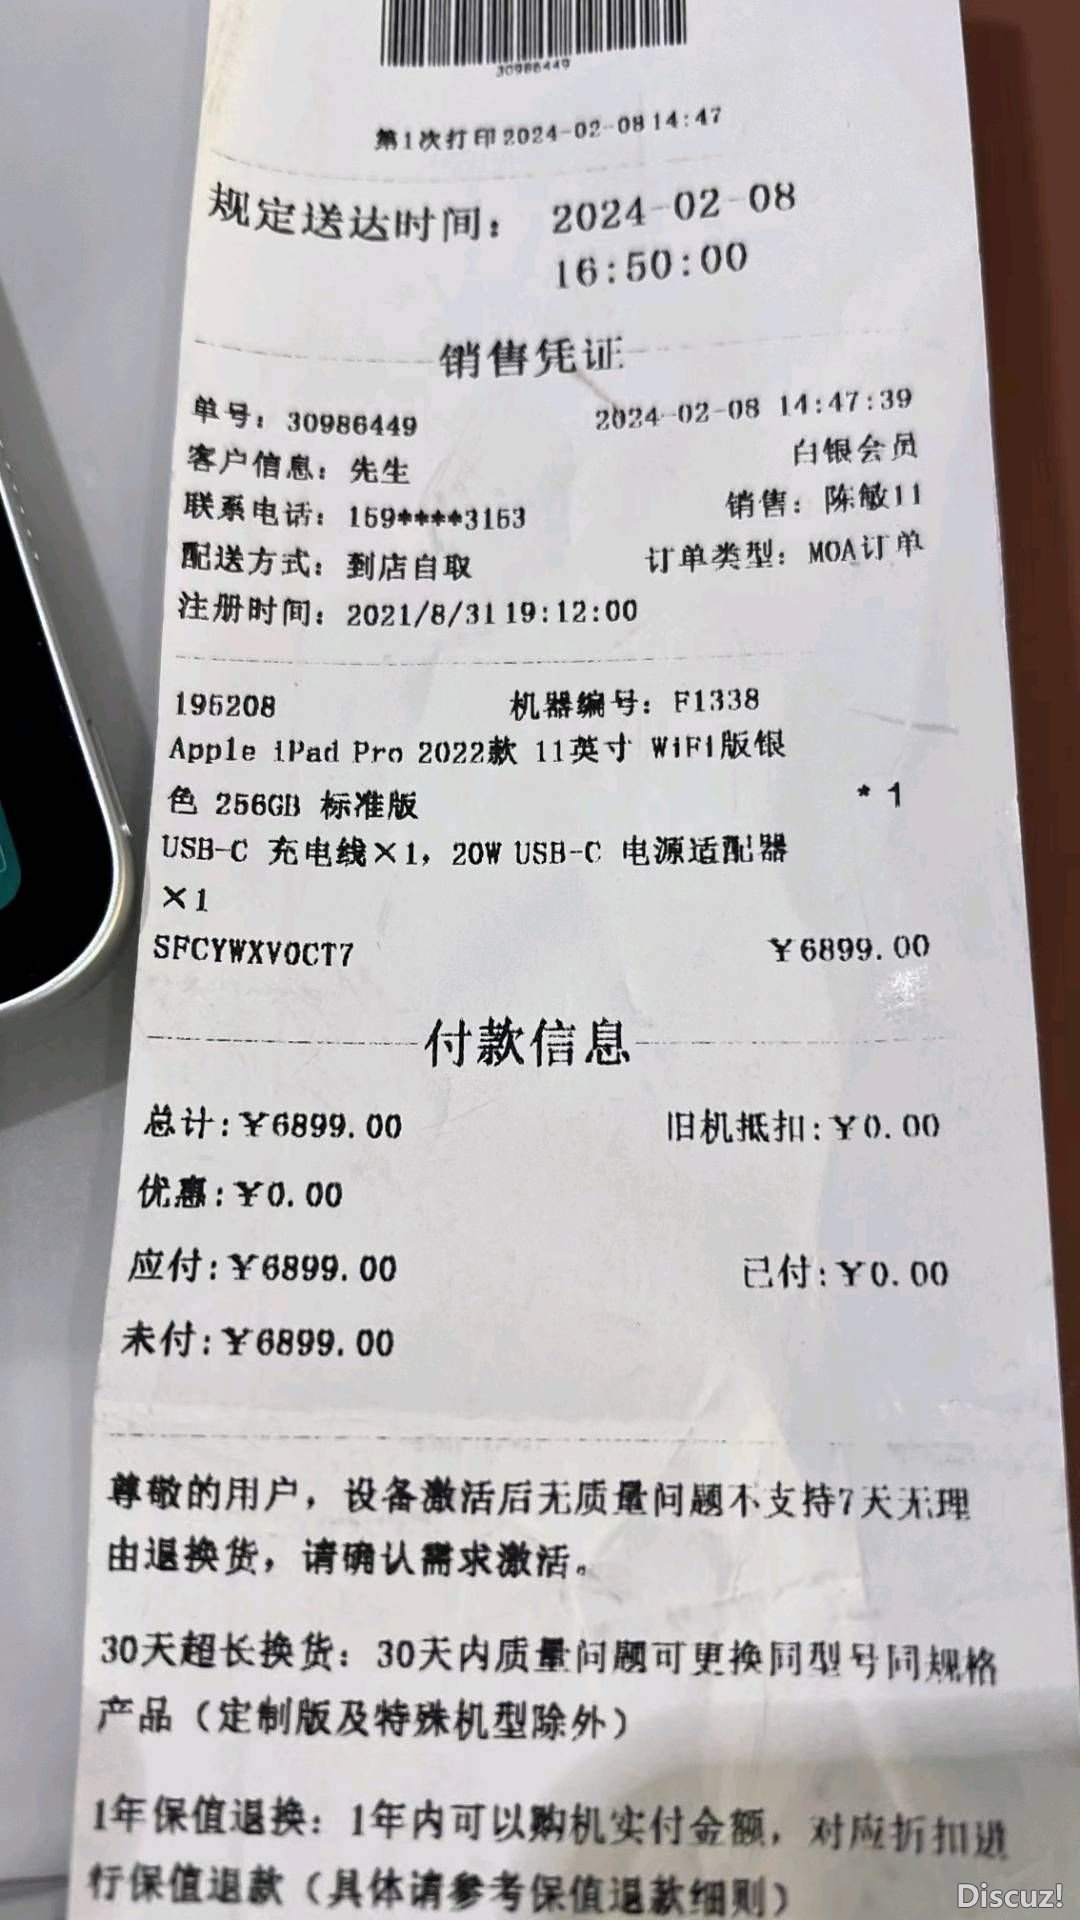 30986449
第1次打印2024-02-08 14:47
规定送达时间： 2024-02-08
16:50:00
销售凭证
单号：30986449 2024-02-08 14:47:39
客户信息：先生 白银会员
联系电话：159****3153 销售：陈敏11
配送方式：到店自取 订单类型：MOA订单
注册时间：2021/8/31 19:12:00
195208 机器编号：F1338
Apple iPad Pro 2022款 11英寸 WiFi版银
色 256GB 标准版 * 1
USB-C 充电线×1，20W USB-C 电源适配器
×1
SFCYWXV0CT7 ¥6899.00
付款信息
总计:¥6899.00 旧机抵扣:¥0.00
优惠:¥0.00
应付:¥6899.00 已付:¥0.00
未付:¥6899.00
尊敬的用户，设备激活后无质量问题不支持7天无理
由退换货，请确认需求激活。
30天超长换货：30天内质量问题可更换同型号同规格
产品（定制版及特殊机型除外）
1年保值退换：1年内可以购机实付金额，对应折扣进
行保值退款（具体请参考保值退款细则）
Discuz!